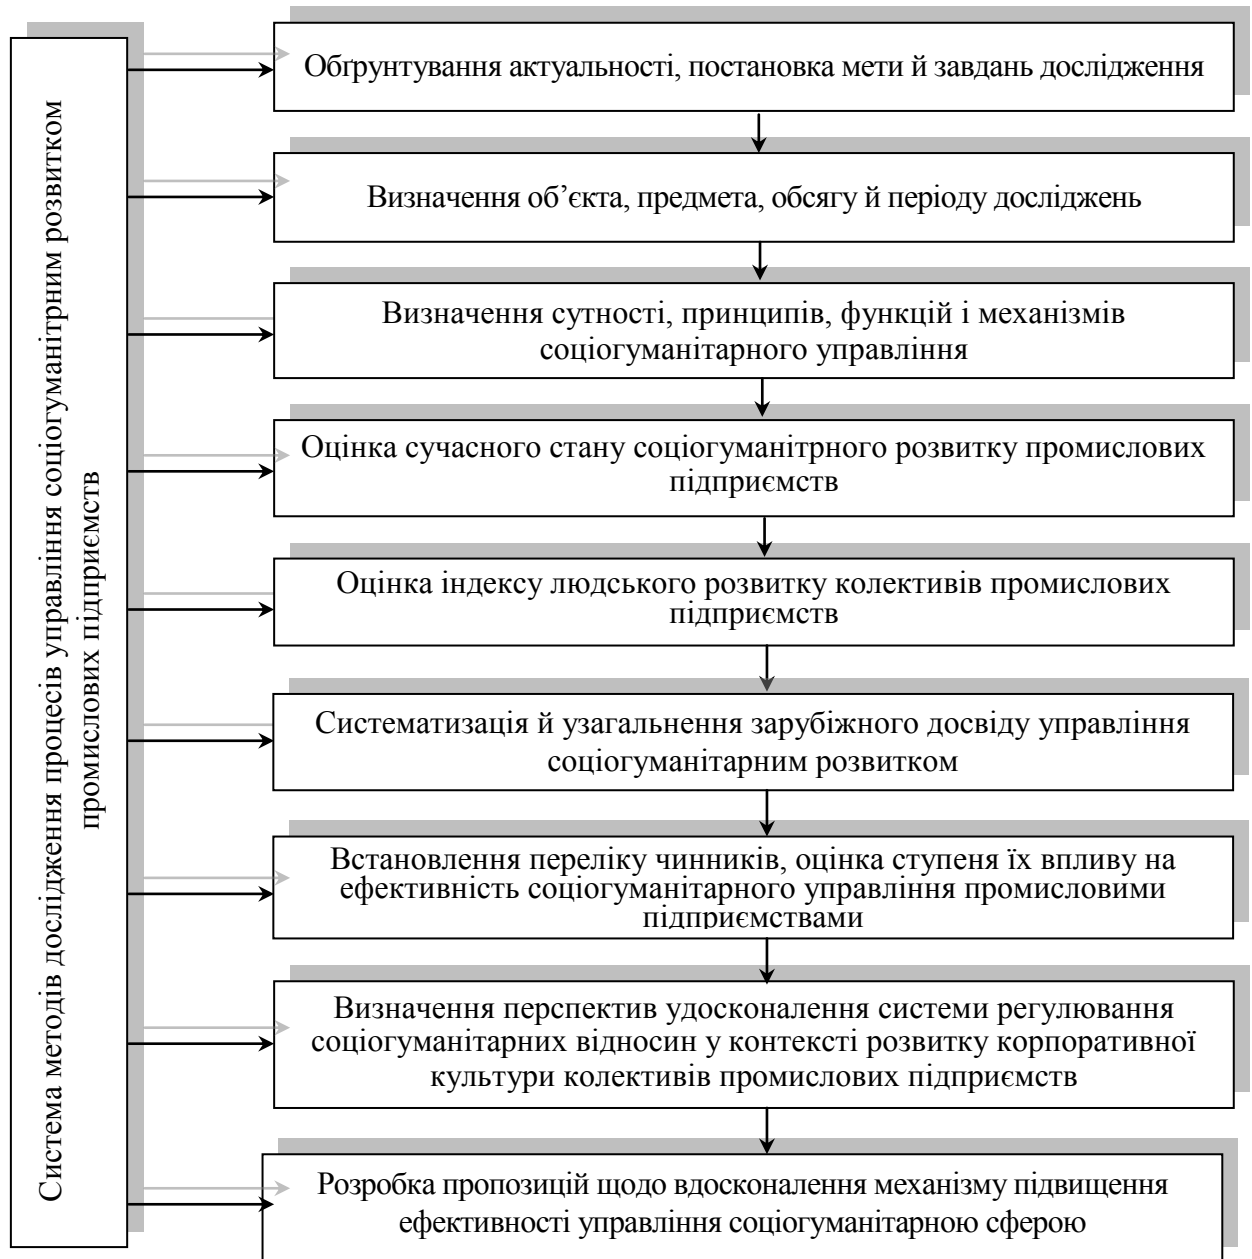 Система методів дослідження процесів управління соціогуманітрним розвитком
промислових підприємств
Обґрунтування актуальності, постановка мети й завдань дослідження
Визначення об’єкта, предмета, обсягу й періоду досліджень
Визначення сутності, принципів, функцій і механізмів
соціогуманітарного управління
Оцінка сучасного стану соціогуманітрного розвитку промислових
підприємств
Оцінка індексу людського розвитку колективів промислових
підприємств
Систематизація й узагальнення зарубіжного досвіду управління
соціогуманітарним розвитком
Встановлення переліку чинників, оцінка ступеня їх впливу на
ефективність соціогуманітарного управління промисловими
підприємствами
Визначення перспектив удосконалення системи регулювання
соціогуманітарних відносин у контексті розвитку корпоративної
культури колективів промислових підприємств
Розробка пропозицій щодо вдосконалення механізму підвищення
ефективності управління соціогуманітарною сферою